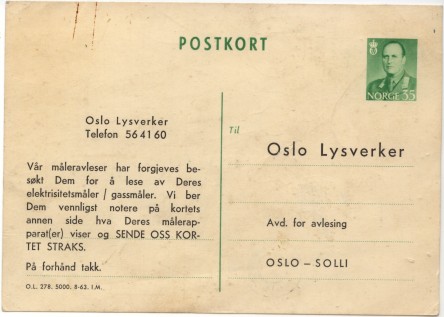 POSTKORT
NORGE 35
Oslo Lysverker
Telefon 564160
Vår måleravleser har forgjeves be-
søkt Dem for å lese av Deres
elektrisitetsmåler / gassmåler. Vi ber
Dem vennligst notere på kortets
annen side hva Deres målerap-
parat(er) viser og SENDE OSS KOR-
TET STRAKS.
På forhånd takk.
O.L. 278. 5000. 8-63. I.M.
Til
Oslo Lysverker
Avd. for avlesing
OSLO – SOLLI